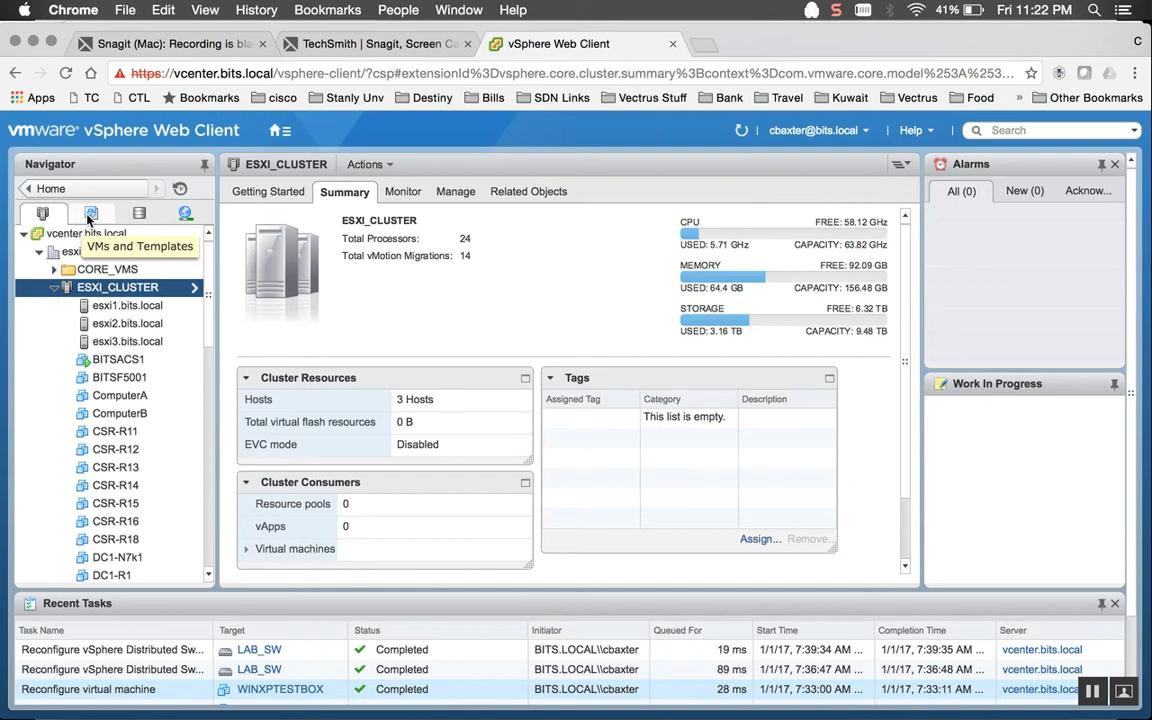 Chrome File Edit View History Bookmarks People Window Help 41% Fri 11:22 PM
Snagit (Mac): Recording is bla × TechSmith | Snagit, Screen Ca × vSphere Web Client × C
https://vcenter.bits.local/vsphere-client/?csp#extensionId%3Dvsphere.core.cluster.summary%3Bcontext%3Dcom.vmware.core.model%253A%253...
Apps TC CTL Bookmarks cisco Stanly Unv Destiny Bills SDN Links Vectrus Stuff Bank Travel Kuwait Vectrus Food » Other Bookmarks
vmware® vSphere Web Client cbaxter@bits.local Help Search
Navigator
Home
vcenter.bits.local
VMs and Templates
esxi
CORE_VMS
ESXI_CLUSTER
esxi1.bits.local
esxi2.bits.local
esxi3.bits.local
BITSACS1
BITSF5001
ComputerA
ComputerB
CSR-R11
CSR-R12
CSR-R13
CSR-R14
CSR-R15
CSR-R16
CSR-R18
DC1-N7k1
DC1-R1
ESXI_CLUSTER Actions
Getting Started Summary Monitor Manage Related Objects
ESXI_CLUSTER
Total Processors: 24
Total vMotion Migrations: 14
CPU FREE: 58.12 GHz
USED: 5.71 GHz CAPACITY: 63.82 GHz
MEMORY FREE: 92.09 GB
USED: 64.4 GB CAPACITY: 156.48 GB
STORAGE FREE: 6.32 TB
USED: 3.16 TB CAPACITY: 9.48 TB
Cluster Resources
Hosts 3 Hosts
Total virtual flash resources 0 B
EVC mode Disabled
Cluster Consumers
Resource pools 0
vApps 0
Virtual machines
Tags
Assigned Tag Category Description
This list is empty.
Assign... Remove...
Alarms
All (0) New (0) Acknow...
Work In Progress
Recent Tasks
Task Name Target Status Initiator Queued For Start Time Completion Time Server
Reconfigure vSphere Distributed Sw... LAB_SW Completed BITS.LOCAL\\cbaxter 19 ms 1/1/17, 7:39:34 AM ... 1/1/17, 7:39:35 AM ... vcenter.bits.local
Reconfigure vSphere Distributed Sw... LAB_SW Completed BITS.LOCAL\\cbaxter 89 ms 1/1/17, 7:36:47 AM ... 1/1/17, 7:36:48 AM ... vcenter.bits.local
Reconfigure virtual machine WINXPTESTBOX Completed BITS.LOCAL\\cbaxter 28 ms 1/1/17, 7:33:00 AM ... 1/1/17, 7:33:11 AM ... vcenter.bits.loca